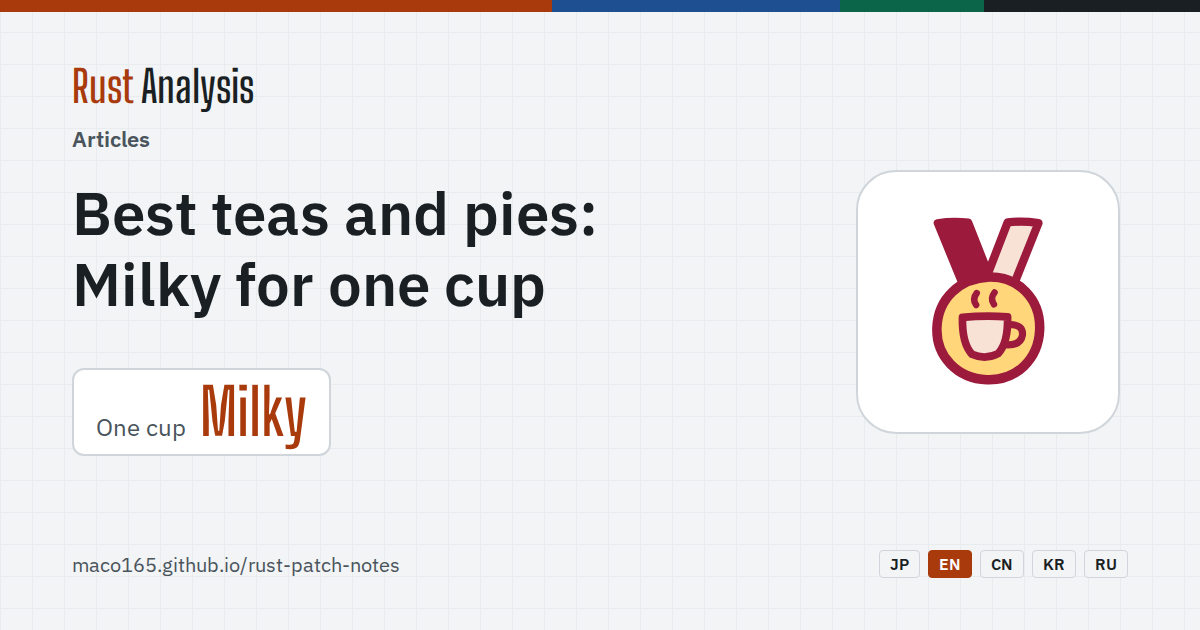 Rust Analysis
Articles
Best teas and pies:
Milky for one cup
One cup Milky
maco165.github.io/rust-patch-notes
JP EN CN KR RU